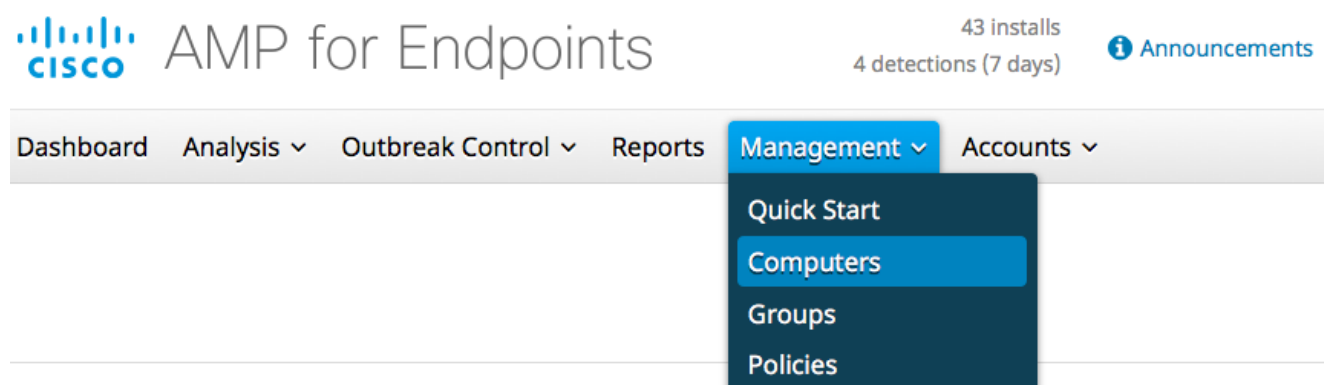 CISCO AMP for Endpoints
43 installs
4 detections (7 days)
Announcements
Dashboard Analysis Outbreak Control Reports Management Accounts
Quick Start
Computers
Groups
Policies